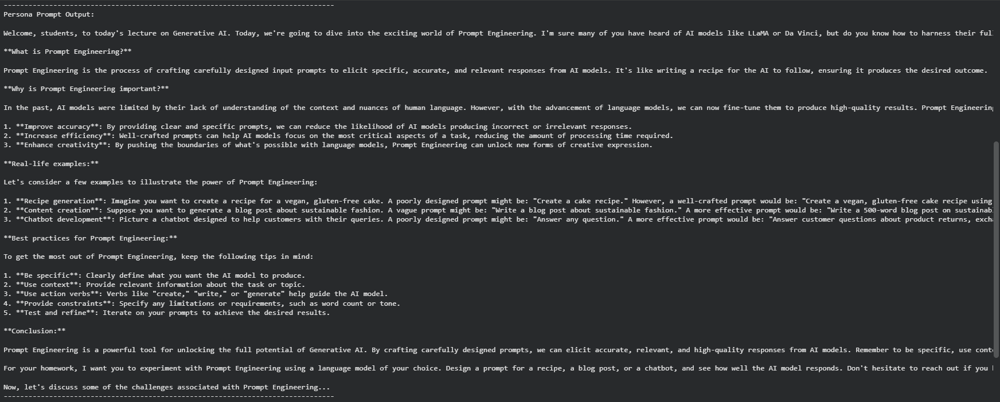 --------------------------------------------------------------------------------
Persona Prompt Output:
Welcome, students, to today's lecture on Generative AI. Today, we're going to dive into the exciting world of Prompt Engineering. I'm sure many of you have heard of AI models like LLaMA or Da Vinci, but do you know how to harness their ful
**What is Prompt Engineering?**
Prompt Engineering is the process of crafting carefully designed input prompts to elicit specific, accurate, and relevant responses from AI models. It's like writing a recipe for the AI to follow, ensuring it produces the desired outcome.
**Why is Prompt Engineering important?**
In the past, AI models were limited by their lack of understanding of the context and nuances of human language. However, with the advancement of language models, we can now fine-tune them to produce high-quality results. Prompt Engineering
1. **Improve accuracy**: By providing clear and specific prompts, we can reduce the likelihood of AI models producing incorrect or irrelevant responses.
2. **Increase efficiency**: Well-crafted prompts can help AI models focus on the most critical aspects of a task, reducing the amount of processing time required.
3. **Enhance creativity**: By pushing the boundaries of what's possible with language models, Prompt Engineering can unlock new forms of creative expression.
**Real-life examples:**
Let's consider a few examples to illustrate the power of Prompt Engineering:
1. **Recipe generation**: Imagine you want to create a recipe for a vegan, gluten-free cake. A poorly designed prompt might be: "Create a cake recipe." However, a well-crafted prompt would be: "Create a vegan, gluten-free cake recipe using
2. **Content creation**: Suppose you want to generate a blog post about sustainable fashion. A vague prompt might be: "Write a blog post about sustainable fashion." A more effective prompt would be: "Write a 500-word blog post on sustainab
3. **Chatbot development**: Picture a chatbot designed to help customers with their queries. A poorly designed prompt might be: "Answer any question." A more effective prompt would be: "Answer customer questions about product returns, exch
**Best practices for Prompt Engineering:**
To get the most out of Prompt Engineering, keep the following tips in mind:
1. **Be specific**: Clearly define what you want the AI model to produce.
2. **Use context**: Provide relevant information about the task or topic.
3. **Use action verbs**: Verbs like "create," "write," or "generate" help guide the AI model.
4. **Provide constraints**: Specify any limitations or requirements, such as word count or tone.
5. **Test and refine**: Iterate on your prompts to achieve the desired results.
**Conclusion:**
Prompt Engineering is a powerful tool for unlocking the full potential of Generative AI. By crafting carefully designed prompts, we can elicit accurate, relevant, and high-quality responses from AI models. Remember to be specific, use cont
For your homework, I want you to experiment with Prompt Engineering using a language model of your choice. Design a prompt for a recipe, a blog post, or a chatbot, and see how well the AI model responds. Don't hesitate to reach out if you
Now, let's discuss some of the challenges associated with Prompt Engineering...
--------------------------------------------------------------------------------